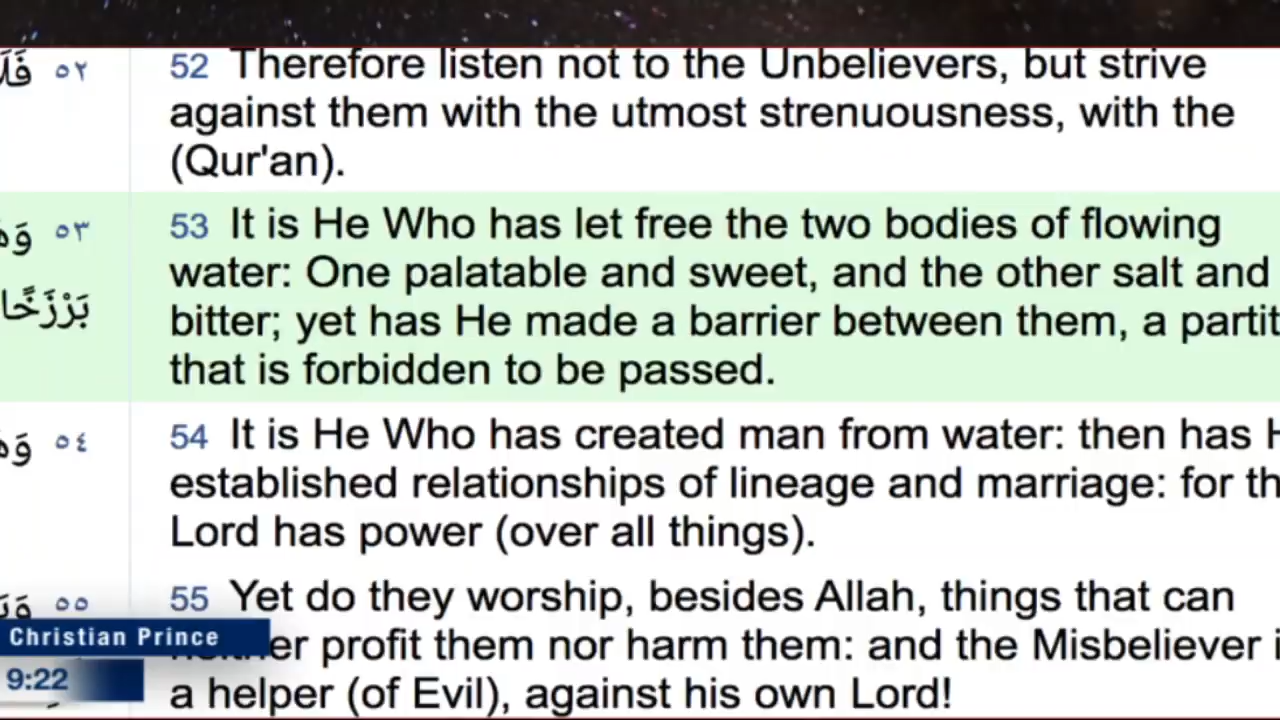 52 Therefore listen not to the Unbelievers, but strive
٥٢
against them with the utmost strenuousness, with the
(Qur'an).
53 It is He Who has let free the two bodies of flowing
٥٣
water: One palatable and sweet, and the other salt and
بَرْزَخًا
bitter; yet has He made a barrier between them, a partit
that is forbidden to be passed.
54 It is He Who has created man from water: then has H
٥٤
established relationships of lineage and marriage: for th
Lord has power (over all things).
55 Yet do they worship, besides Allah, things that can
٥٥
Christian Prince
profit them nor harm them: and the Misbeliever i
9:22
a helper (of Evil), against his own Lord!